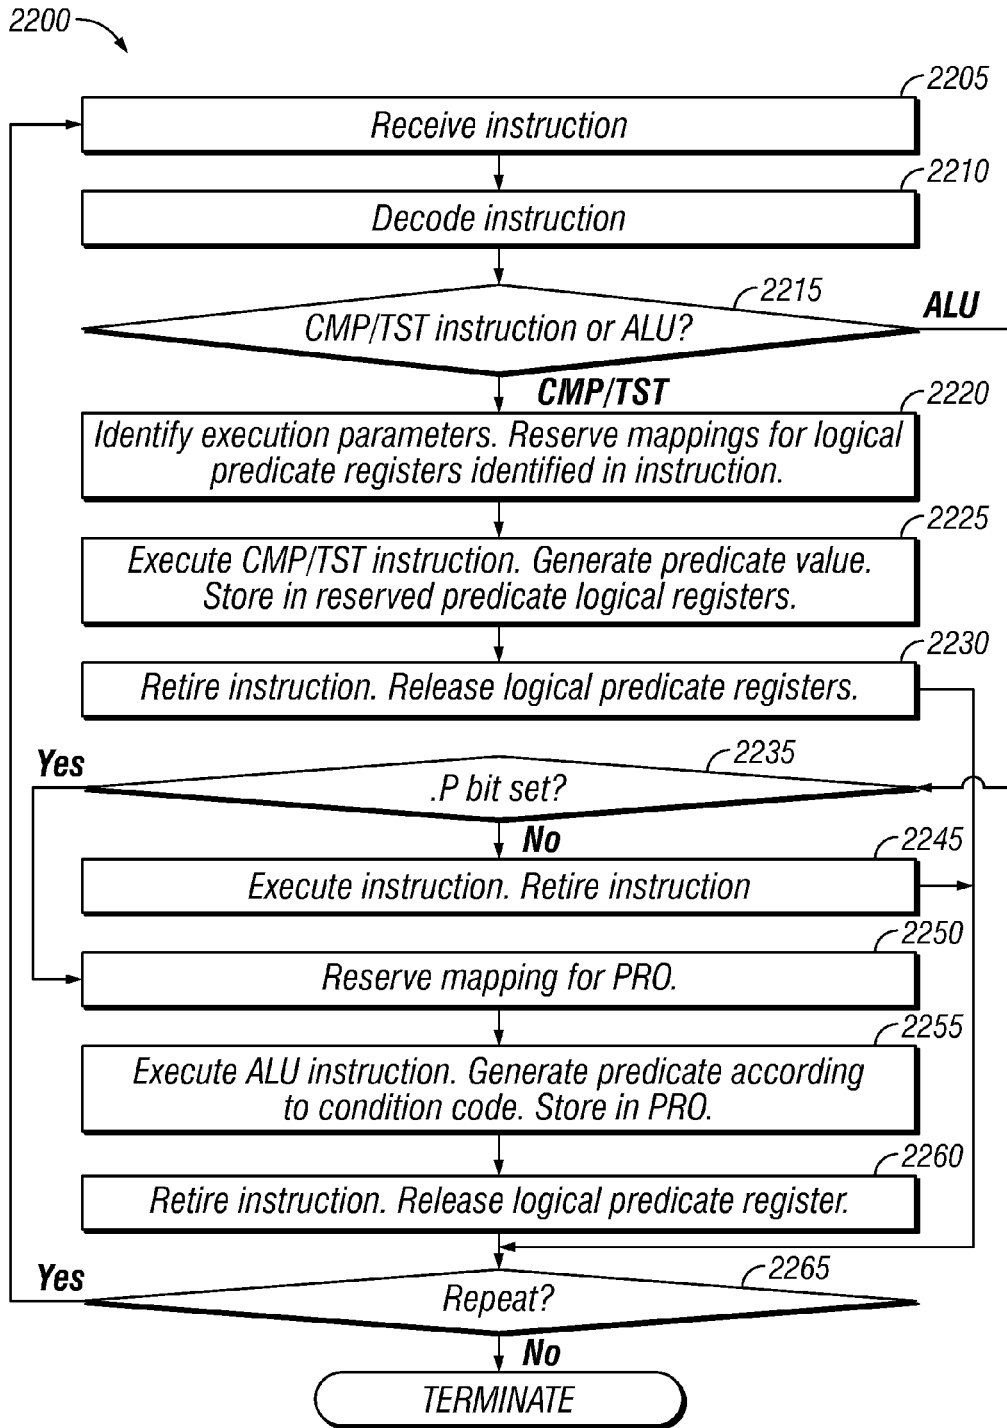 2200
2205
Receive instruction
2210
Decode instruction
2215
CMP/TST instruction or ALU?
ALU
CMP/TST
2220
Identify execution parameters. Reserve mappings for logical
predicate registers identified in instruction.
2225
Execute CMP/TST instruction. Generate predicate value.
Store in reserved predicate logical registers.
2230
Retire instruction. Release logical predicate registers.
Yes
2235
.P bit set?
No
2245
Execute instruction. Retire instruction
2250
Reserve mapping for PRO.
2255
Execute ALU instruction. Generate predicate according
to condition code. Store in PRO.
2260
Retire instruction. Release logical predicate register.
Yes
2265
Repeat?
No
TERMINATE